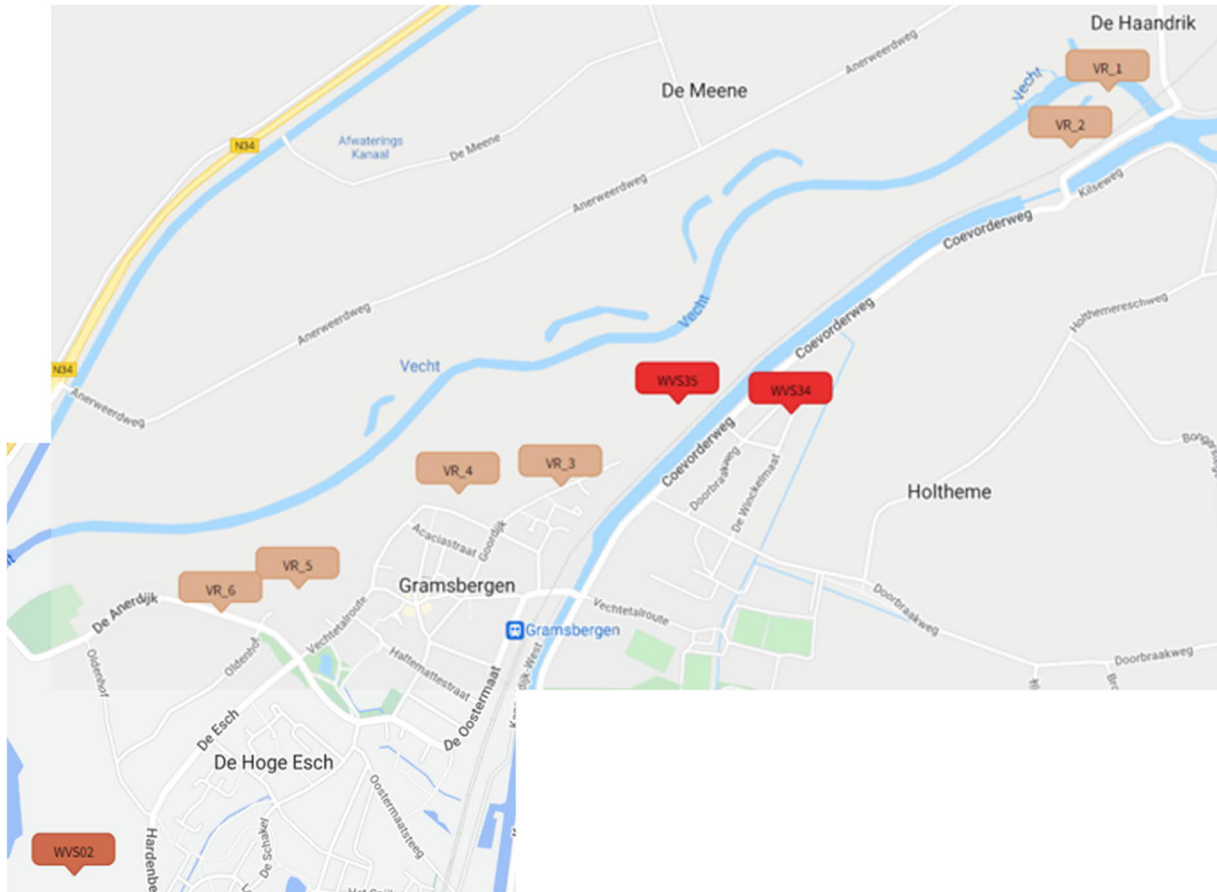 De Haandrik
Anerweerdweg
VR_1
De Meene
Vecht
VR_2
N34
Afwaterings
Kanaal
De Meene
Kilseweg
Anerweerdweg
Coevorderweg
Vecht
Anerweerdweg
Holthemereschweg
Coevorderweg
Vecht
N34
WVS35
WVS34
Anerweerdweg
Coevorderweg
VR_3
VR_4
Doorbraakweg
De Winckelmaat
Holtheme
Acaciastraat
Goordijk
VR_5
VR_6
Gramsbergen
De Anerdijk
Vechtetalroute
Vechtetalroute
Doorbraakweg
Gramsbergen
Oldenhof
Oldenhof
Haftemattestraat
Doorbraakweg
De Oostermaat
De Esch
De Hoge Esch
Oostermaatsteeg
De Schakel
Hardenbe
WVS02